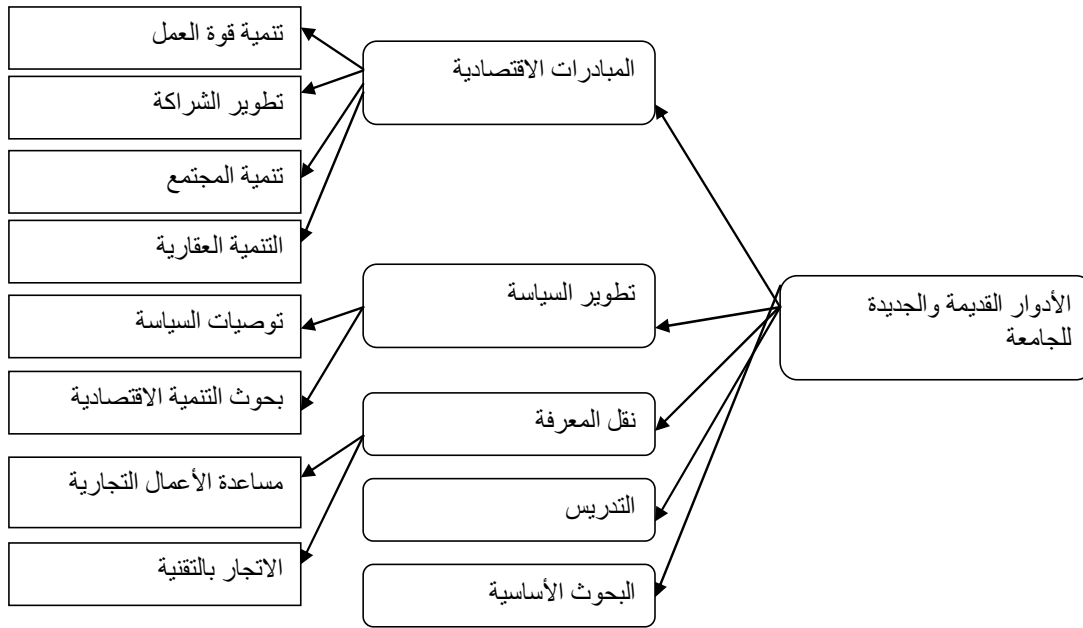 الأدوار القديمة والجديدة
للجامعة
المبادرات الاقتصادية
تنمية قوة العمل
تطوير الشراكة
تنمية المجتمع
التنمية العقارية
تطوير السياسة
توصيات السياسة
بحوث التنمية الاقتصادية
نقل المعرفة
مساعدة الأعمال التجارية
الاتجار بالتقنية
التدريس
البحوث الأساسية